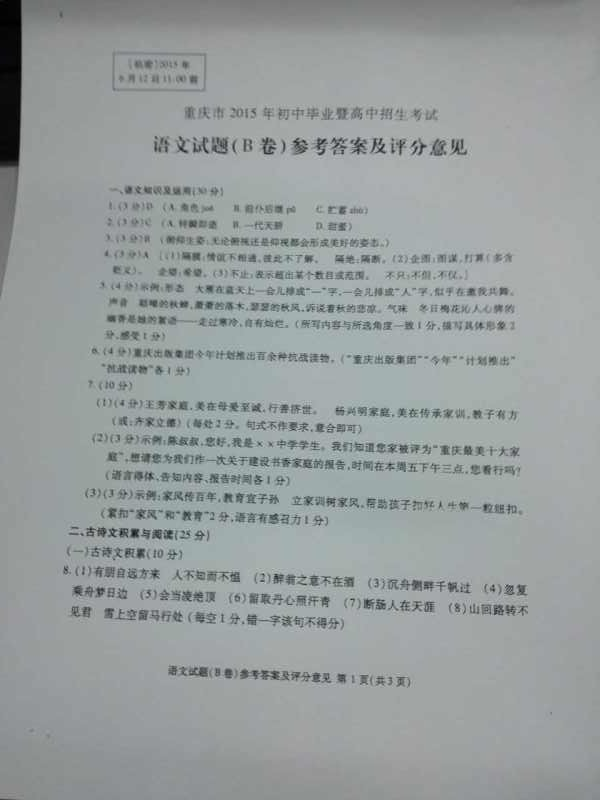 [机密]2015年
6月12日11:00前
重庆市2015年初中毕业暨高中招生考试
语文试题(B卷)参考答案及评分意见
一、语文知识及运用(30分)
1.(3分)D (A.角色jué B.前仆后继pū C.贮蓄zhù)
2.(3分)C (A.转瞬即逝 B.一代天骄 D.甜蜜)
3.(3分)B (俯仰生姿:无论俯视还是仰视都会形成美好的姿态。)
4.(3分)A [(1)隔膜:情谊不相通,彼此不了解。 隔绝:隔断。(2)企图:图谋,打算(多含
贬义)。 企望:希望。(3)不止:表示超出某个数目或范围。 不只:不但,不仅。]
5.(4分)示例:形态 大雁在蓝天上一会儿排成“一”字,一会儿排成“人”字,似乎在邀我共舞。
声音 聒噪的秋蝉,萧萧的落木,瑟瑟的秋风,诉说着秋的悲凉。 气味 冬日梅花沁人心脾的
幽香是她的絮语——走过寒冷,自有灿烂。(所写内容与所选角度一致1分,描写具体形象2
分,感受1分)
6.(4分)重庆出版集团今年计划推出百余种抗战读物。(“重庆出版集团”“今年”“计划推出”
“抗战读物”各1分)
7.(10分)
(1)(4分)王芳家庭,美在母爱至诚,行善济世。 杨兴明家庭,美在传承家训,教子有方
(或:齐家立德)(每处2分。句式不作要求,意合即可)
(2)(3分)示例:陈叔叔,您好,我是××中学学生。我们知道您家被评为“重庆最美十大家
庭”,想请您为我们作一次关于建设书香家庭的报告,时间在本周五下午三点,您看行吗?
(语言得体、告知内容、报告时间各1分)
(3)(3分)示例:家风传百年,教育宜子孙 立家训树家风,帮助孩子扣好人生第一粒纽扣。
(紧扣“家风”和“教育”2分,语言有感召力1分)
二、古诗文积累与阅读(25分)
(一)古诗文积累(10分)
8.(1)有朋自远方来 人不知而不愠 (2)醉翁之意不在酒 (3)沉舟侧畔千帆过 (4)忽复
乘舟梦日边 (5)会当凌绝顶 (6)留取丹心照汗青 (7)断肠人在天涯 (8)山回路转不
见君 雪上空留马行处 (每空1分,错一字该句不得分)
语文试题(B卷)参考答案及评分意见 第1页(共3页)